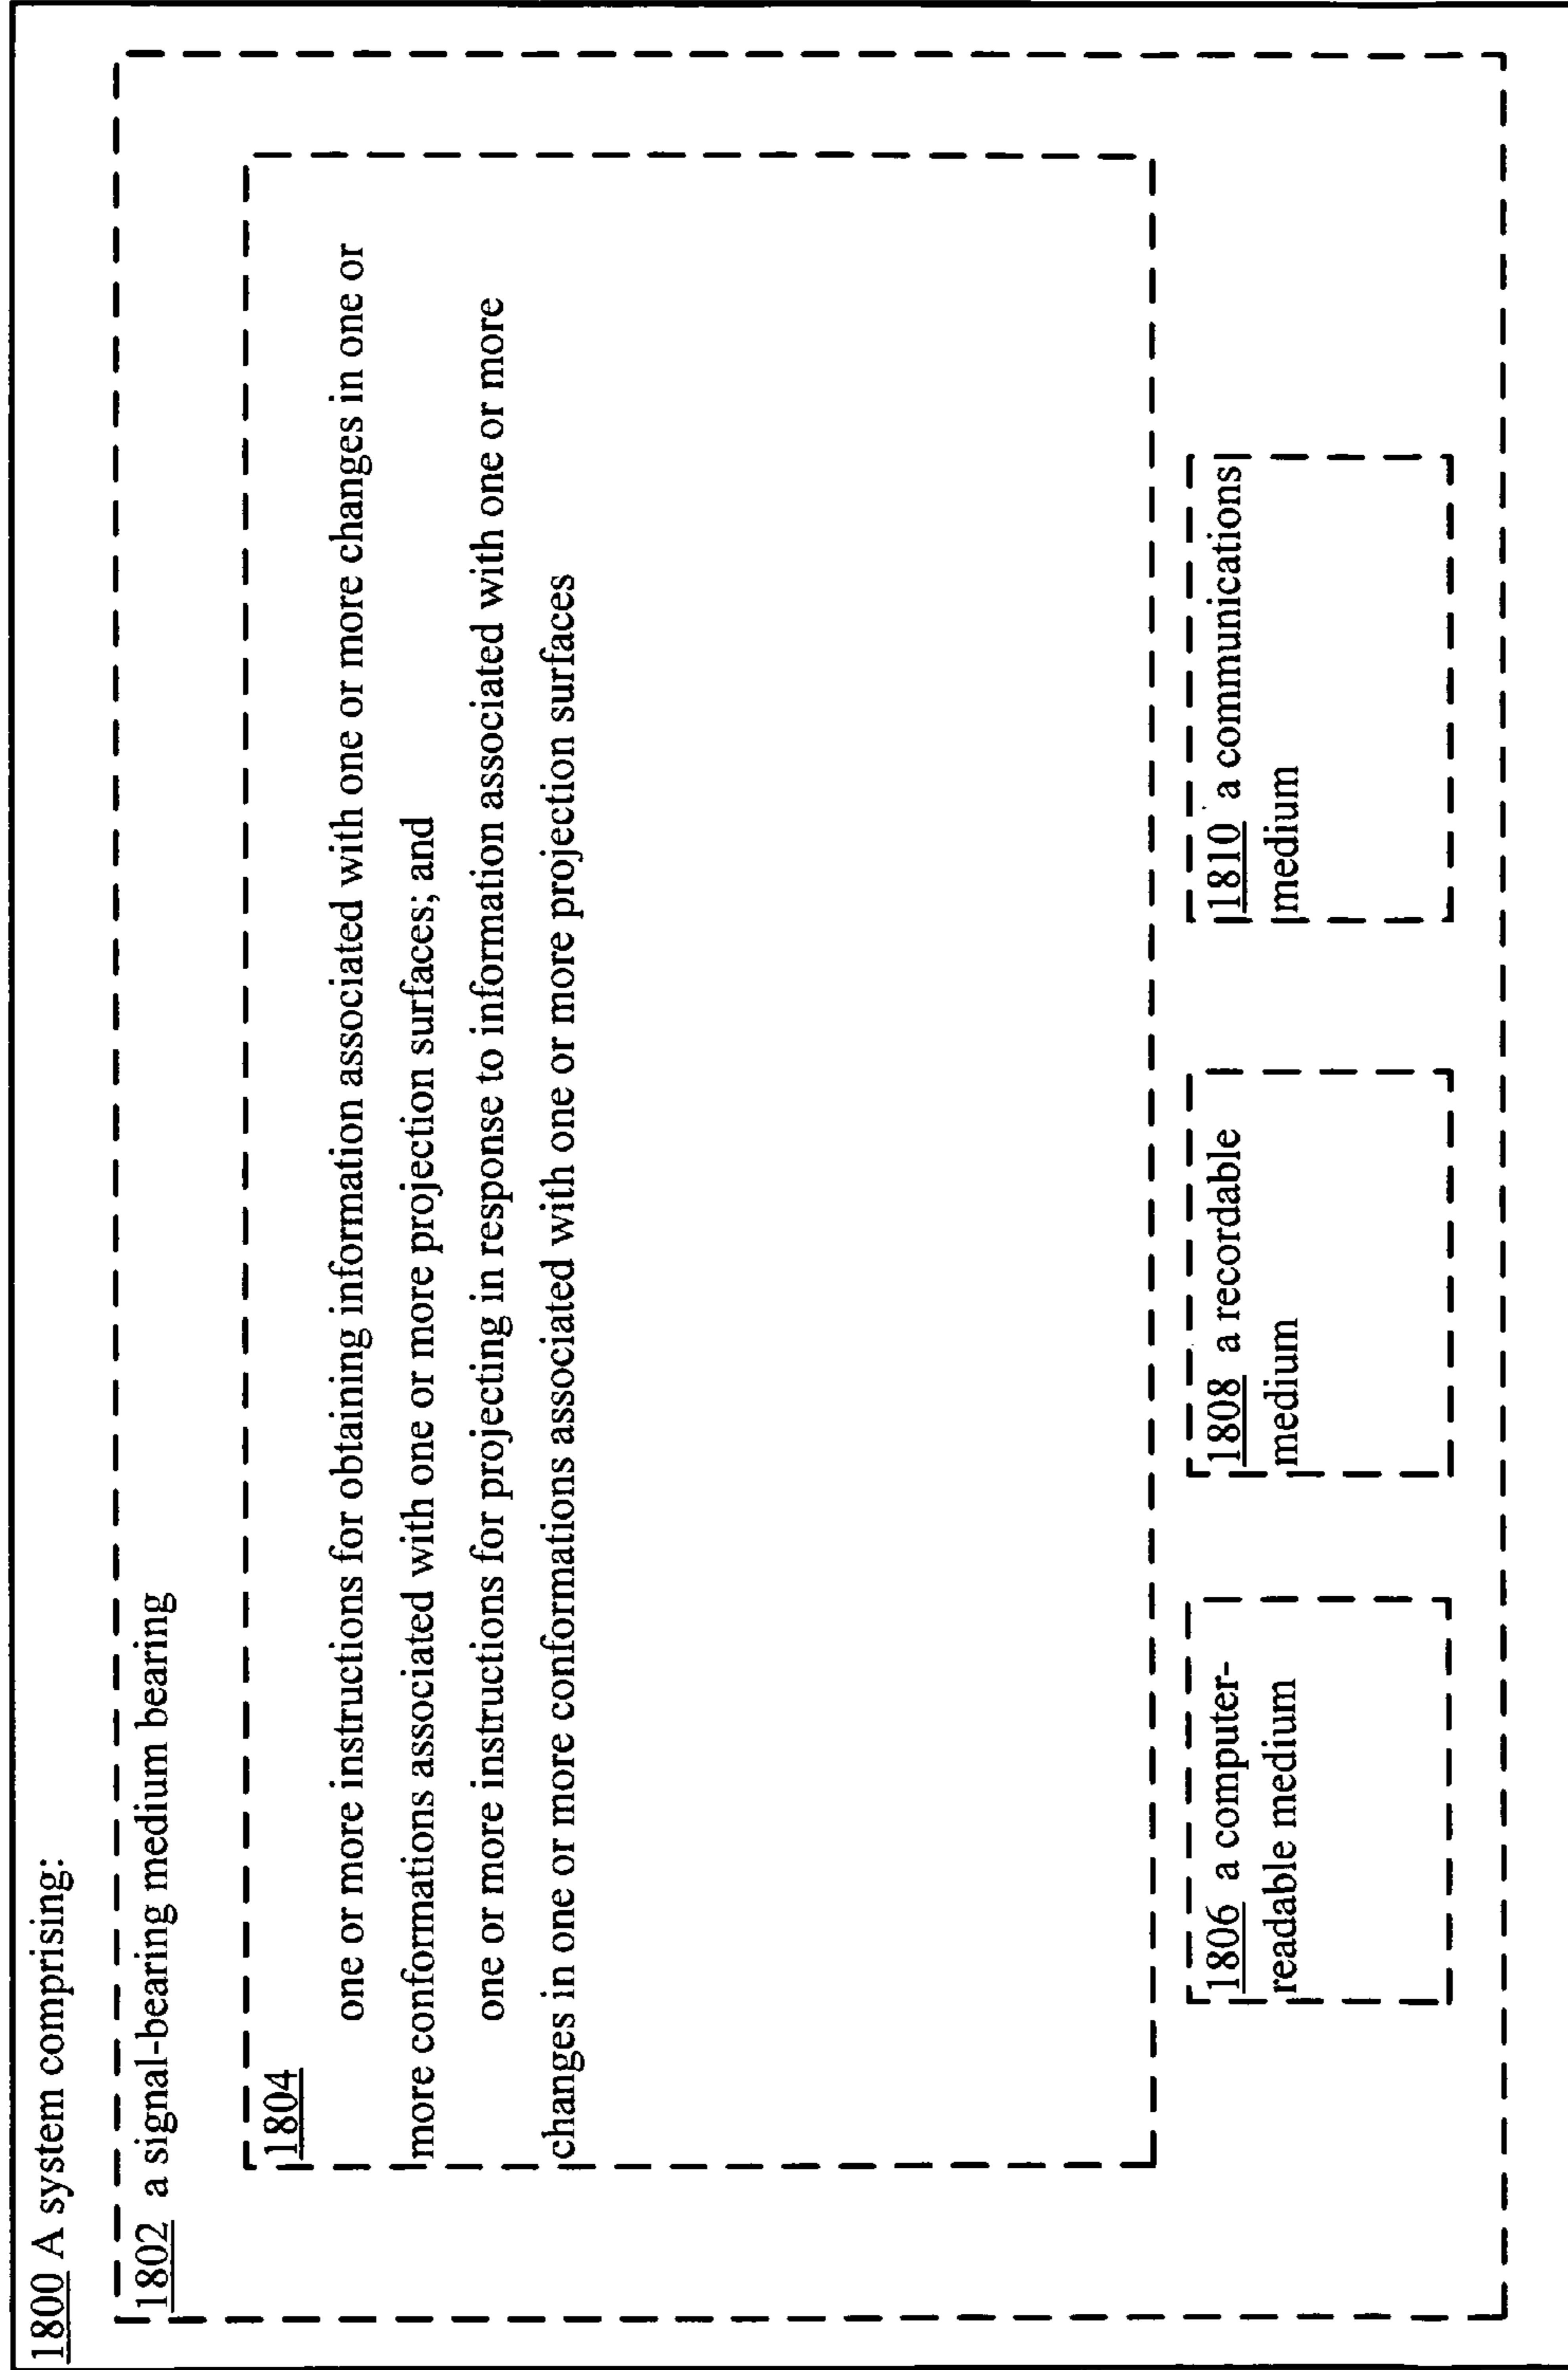 1800 A system comprising:
1802 a signal-bearing medium bearing
1804
one or more instructions for obtaining information associated with one or more changes in one or
more conformations associated with one or more projection surfaces; and
one or more instructions for projecting in response to information associated with one or more
changes in one or more conformations associated with one or more projection surfaces
1806 a computer-
readable medium
1808 a recordable
medium
1810 a communications
medium